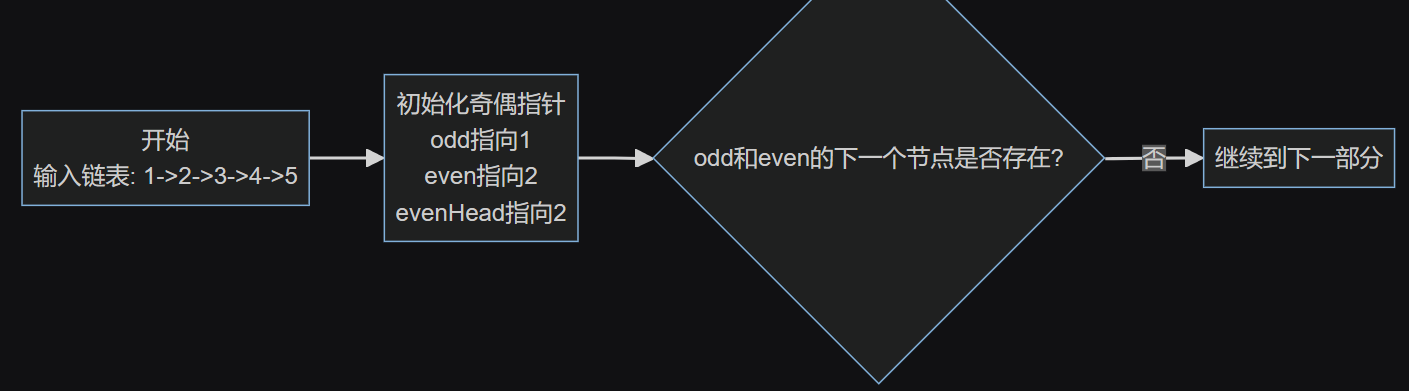 开始
输入链表: 1->2->3->4->5
初始化奇偶指针
odd指向1
even指向2
evenHead指向2
odd和even的下一个节点是否存在?
否
继续到下一部分